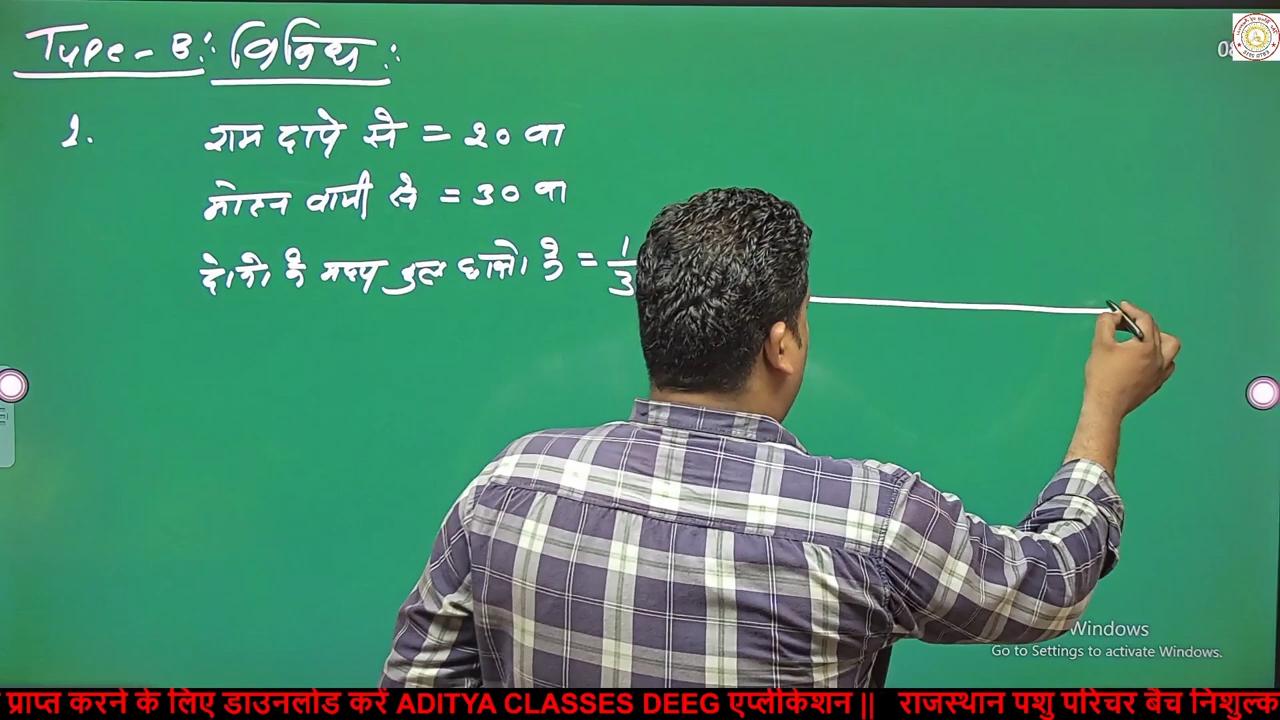 Type-B: विविध:
1. राम दाये से = 20 वा
मोहन बायी से = 30 वा
दोनो के मध्य कुल छात्रो के = 1/3
Windows
Go to Settings to activate Windows.
प्राप्त करने के लिए डाउनलोड करें ADITYA CLASSES DEEG एप्लीकेशन || राजस्थान पशु परिचर बैच निशुल्क